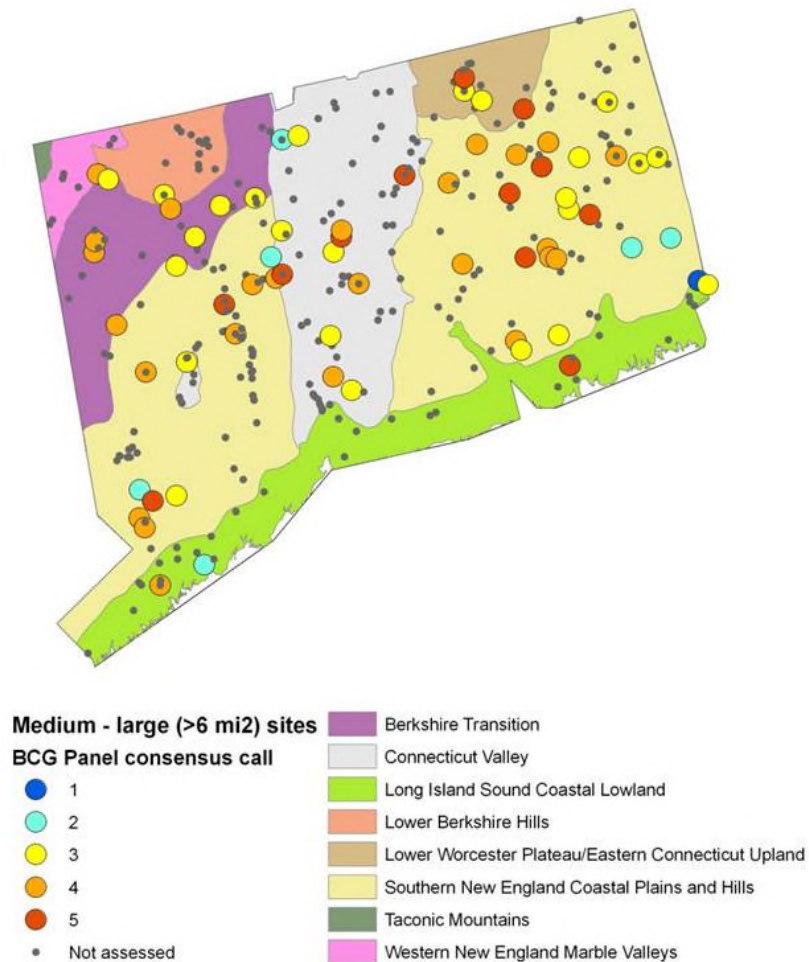 Medium - large (>6 mi2) sites
BCG Panel consensus call
1
2
3
4
5
Not assessed
Berkshire Transition
Connecticut Valley
Long Island Sound Coastal Lowland
Lower Berkshire Hills
Lower Worcester Plateau/Eastern Connecticut Upland
Southern New England Coastal Plains and Hills
Taconic Mountains
Western New England Marble Valleys